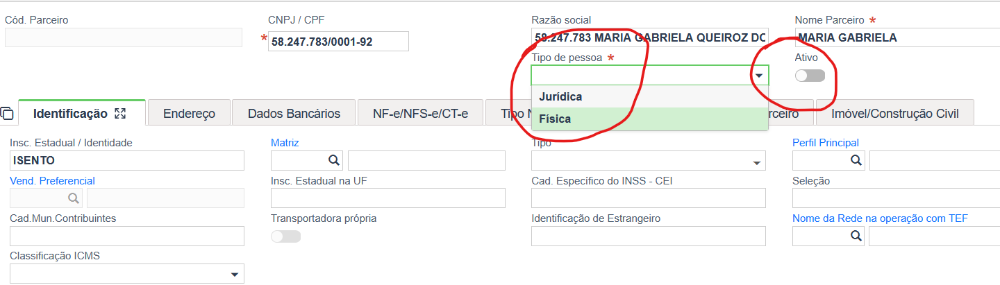 Cód. Parceiro
CNPJ / CPF
Razão social
Nome Parceiro *
* 58.247.783/0001-92
58.247.783 MARIA GABRIELA QUEIROZ DO
MARIA GABRIELA
Tipo de pessoa *
Ativo
Jurídica
Física
Identificação
Endereço
Dados Bancários
NF-e/NFS-e/CT-e
Tipo N
rceiro
Imóvel/Construção Civil
Insc. Estadual / Identidade
Matriz
Tipo
Perfil Principal
ISENTO
Vend. Preferencial
Insc. Estadual na UF
Cad. Específico do INSS - CEI
Seleção
Cad.Mun.Contribuintes
Transportadora própria
Identificação de Estrangeiro
Nome da Rede na operação com TEF
Classificação ICMS